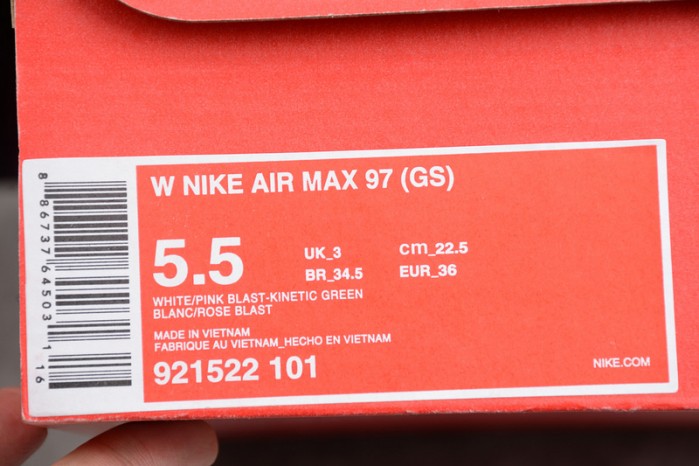 W NIKE AIR MAX 97 (GS)
5.5
UK_3
cm_22.5
BR_34.5
EUR_36
WHITE/PINK BLAST-KINETIC GREEN
BLANC/ROSE BLAST
MADE IN VIETNAM
FABRIQUE AU VIETNAM_HECHO EN VIETNAM
921522 101
NIKE.COM
8 86737 64503 1 16